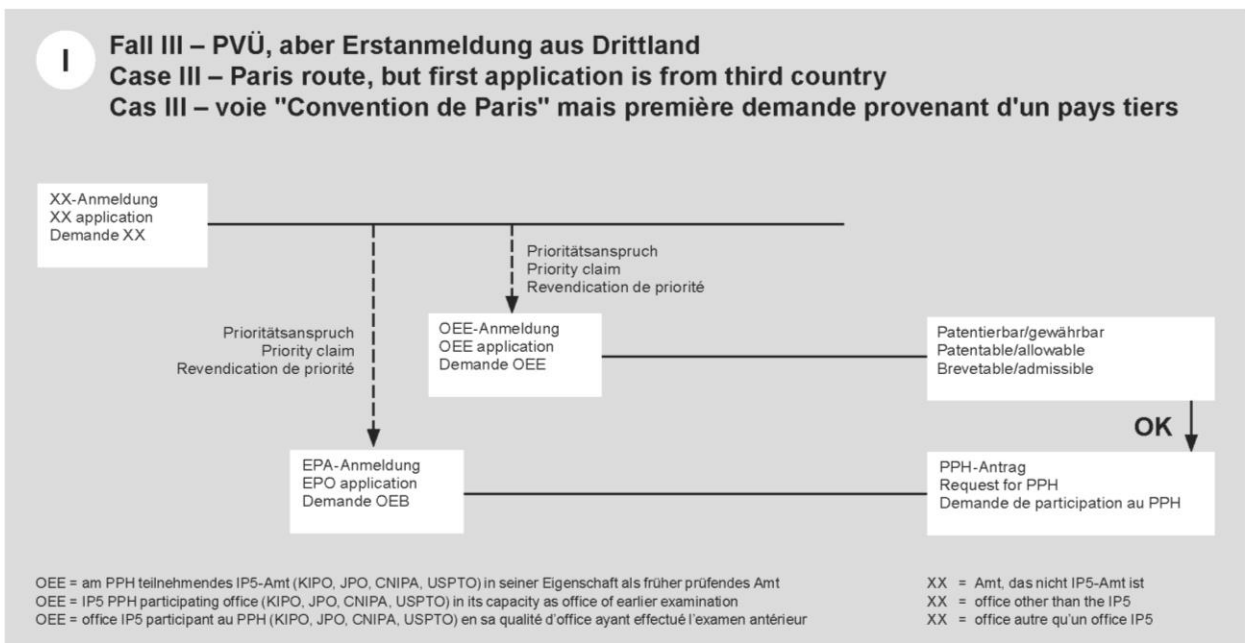 I
Fall III – PVÜ, aber Erstanmeldung aus Drittland
Case III – Paris route, but first application is from third country
Cas III – voie "Convention de Paris" mais première demande provenant d'un pays tiers
XX-Anmeldung
XX application
Demande XX
Prioritätsanspruch
Priority claim
Revendication de priorité
Prioritätsanspruch
Priority claim
Revendication de priorité
OEE-Anmeldung
OEE application
Demande OEE
Patentierbar/gewährbar
Patentable/allowable
Brevetable/admissible
OK
EPA-Anmeldung
EPO application
Demande OEB
PPH-Antrag
Request for PPH
Demande de participation au PPH
OEE = am PPH teilnehmendes IP5-Amt (KIPO, JPO, CNIPA, USPTO) in seiner Eigenschaft als früher prüfendes Amt
OEE = IP5 PPH participating office (KIPO, JPO, CNIPA, USPTO) in its capacity as office of earlier examination
OEE = office IP5 participant au PPH (KIPO, JPO, CNIPA, USPTO) en sa qualité d'office ayant effectué l'examen antérieur
XX = Amt, das nicht IP5-Amt ist
XX = office other than the IP5
XX = office autre qu'un office IP5